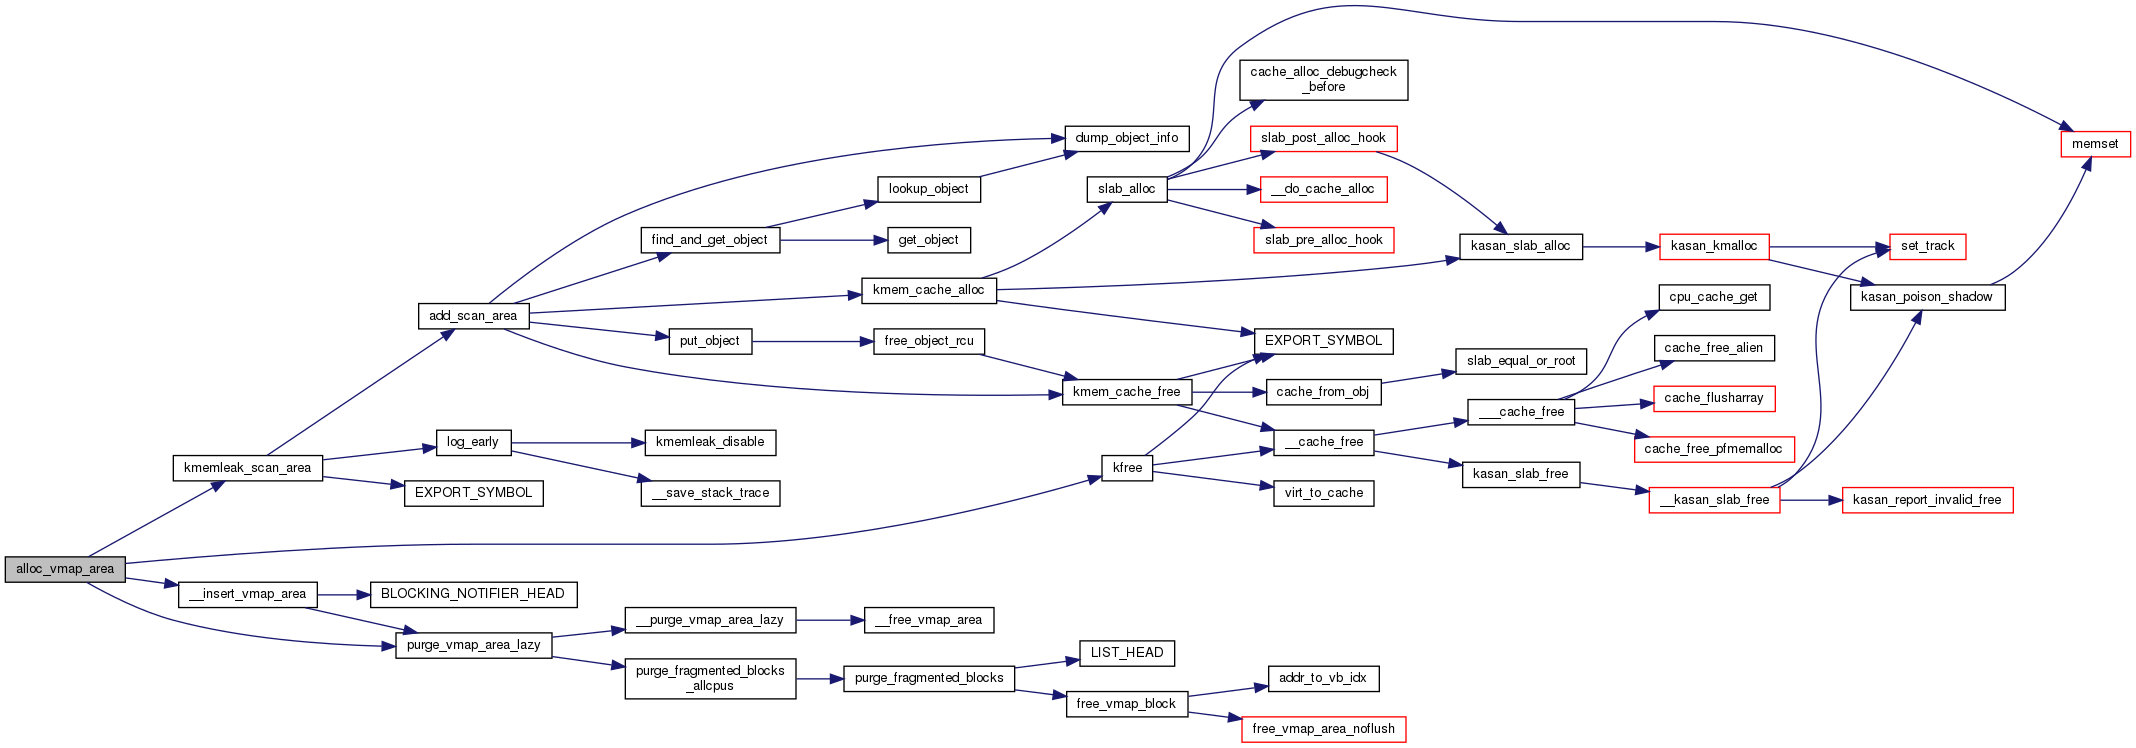 cache_alloc_debugcheck
_before
dump_object_info
slab_post_alloc_hook
memset
lookup_object
slab_alloc
__do_cache_alloc
find_and_get_object
get_object
slab_pre_alloc_hook
kasan_slab_alloc
kasan_kmalloc
set_track
kmem_cache_alloc
cpu_cache_get
kasan_poison_shadow
add_scan_area
put_object
free_object_rcu
EXPORT_SYMBOL
cache_free_alien
slab_equal_or_root
kmem_cache_free
cache_from_obj
cache_flusharray
___cache_free
kmemleak_scan_area
log_early
kmemleak_disable
__cache_free
cache_free_pfmemalloc
kfree
kasan_slab_free
EXPORT_SYMBOL
__save_stack_trace
virt_to_cache
__kasan_slab_free
kasan_report_invalid_free
alloc_vmap_area
__insert_vmap_area
BLOCKING_NOTIFIER_HEAD
__purge_vmap_area_lazy
__free_vmap_area
purge_vmap_area_lazy
LIST_HEAD
purge_fragmented_blocks
_allcpus
purge_fragmented_blocks
addr_to_vb_idx
free_vmap_block
free_vmap_area_noflush